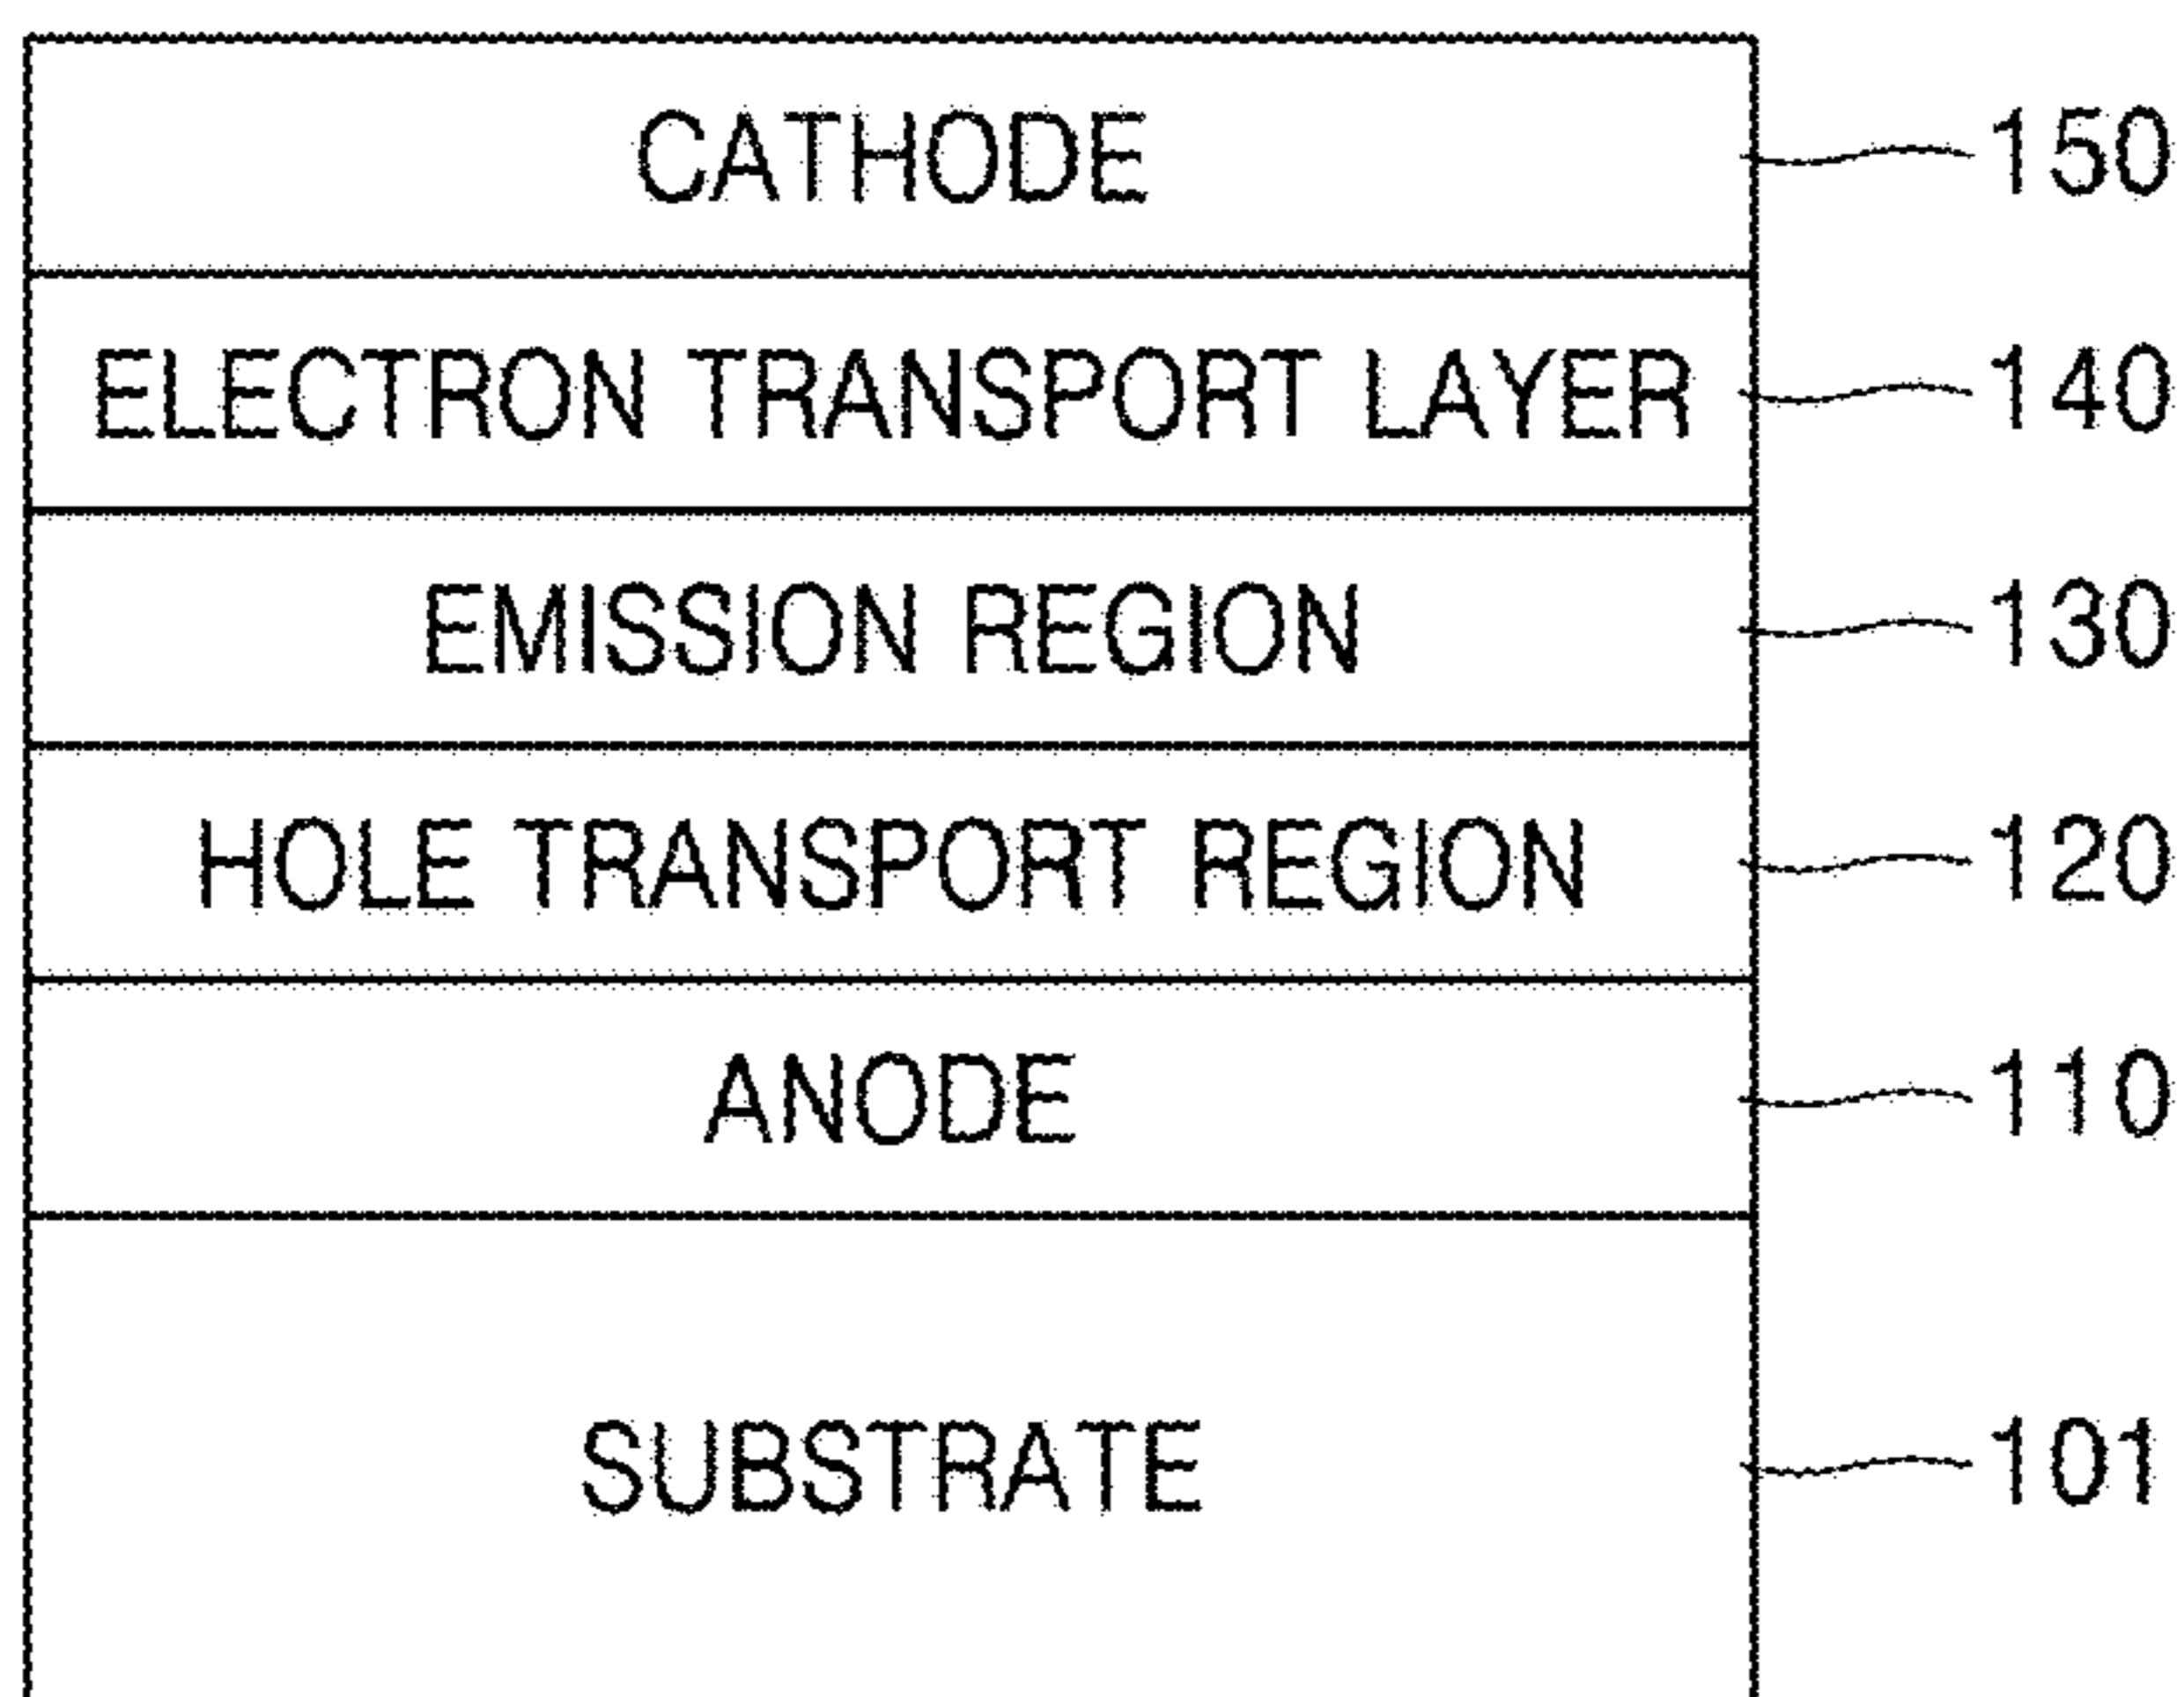 CATHODE 150
ELECTRON TRANSPORT LAYER 140
EMISSION REGION 130
HOLE TRANSPORT REGION 120
ANODE 110
SUBSTRATE 101